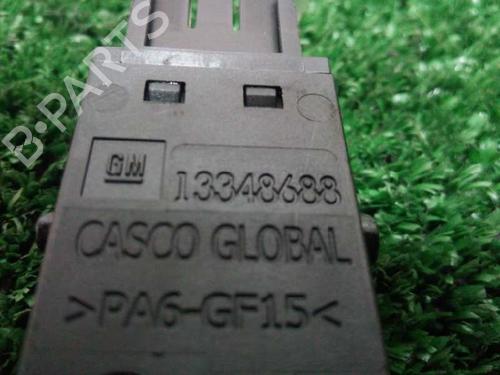 B-PARTS
GM 13348688
CASCO GLOBAL
>PA6-GF15<